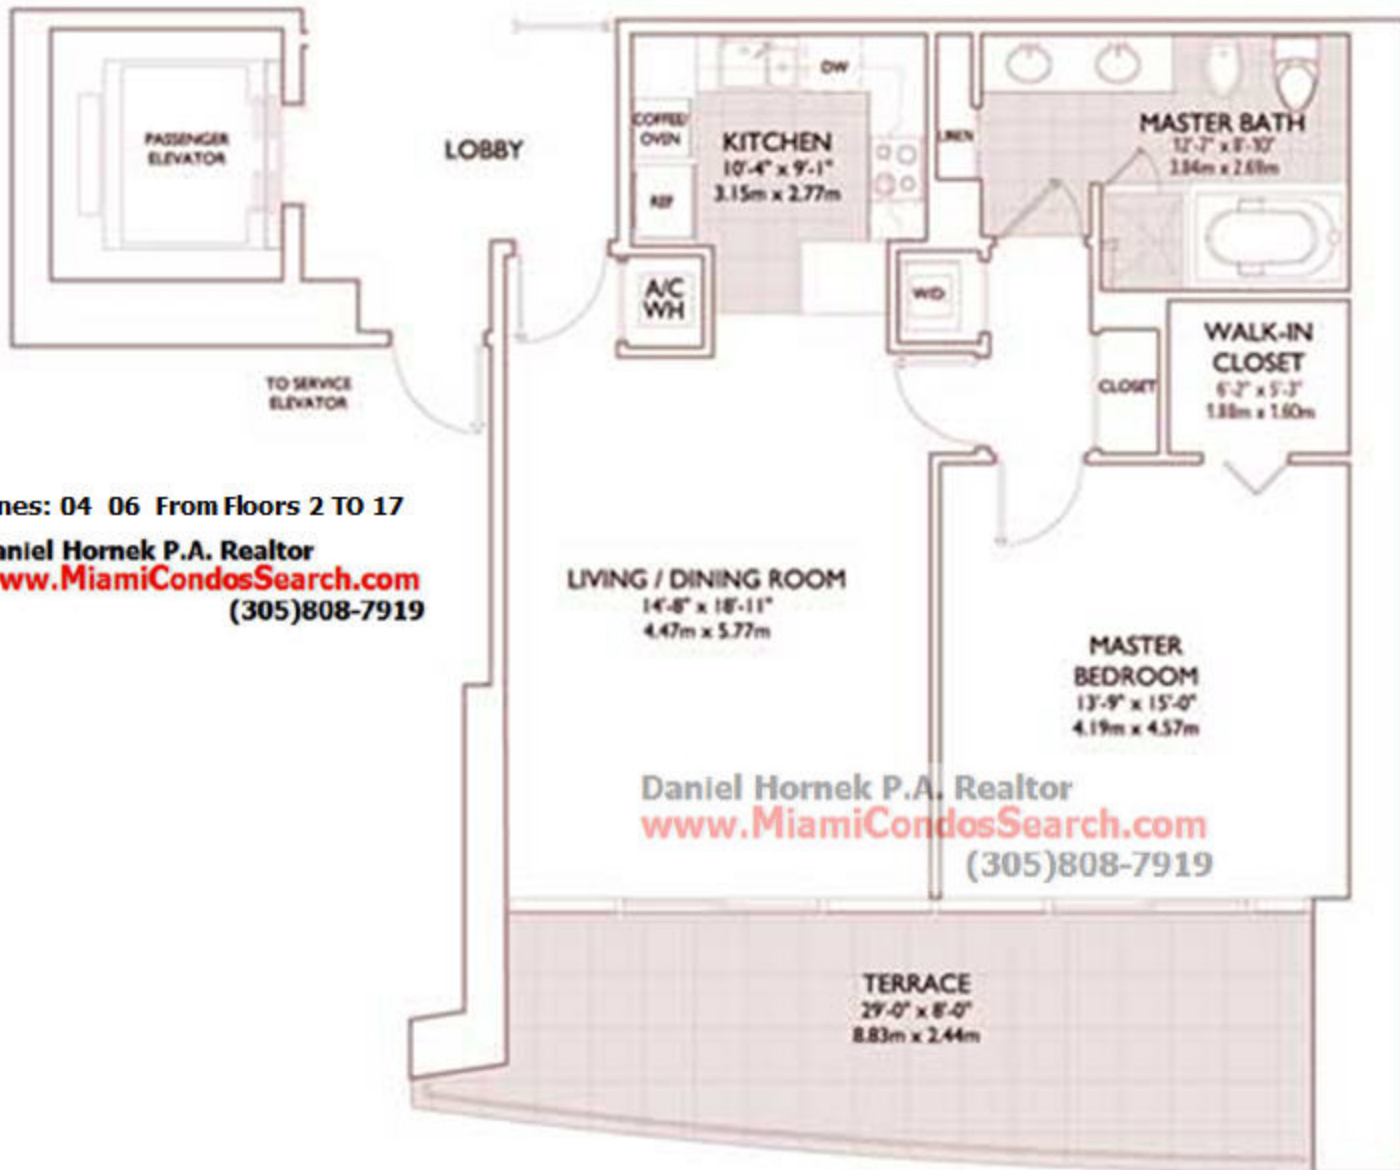 PASSENGER
ELEVATOR
LOBBY
TO SERVICE
ELEVATOR
COFFEE/
OVEN
REF
DW
KITCHEN
10'-4" x 9'-1"
3.15m x 2.77m
A/C
WH
LINEN
W/D
MASTER BATH
12'-7" x 8'-10"
3.84m x 2.69m
WALK-IN
CLOSET
6'-2" x 5'-3"
1.88m x 1.60m
CLOSET
nes: 04 06 From Floors 2 TO 17
aniel Hornek P.A. Realtor
ww.MiamiCondosSearch.com
(305)808-7919
LIVING / DINING ROOM
14'-8" x 18'-11"
4.47m x 5.77m
MASTER
BEDROOM
13'-9" x 15'-0"
4.19m x 4.57m
Daniel Hornek P.A. Realtor
www.MiamiCondosSearch.com
(305)808-7919
TERRACE
29'-0" x 8'-0"
8.83m x 2.44m